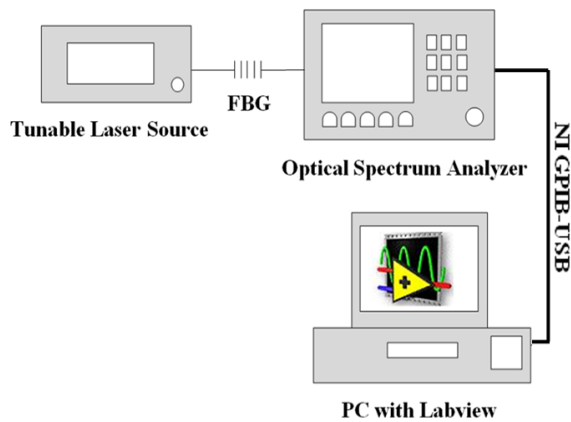 FBG
Tunable Laser Source
Optical Spectrum Analyzer
NI GPIB-USB
PC with Labview